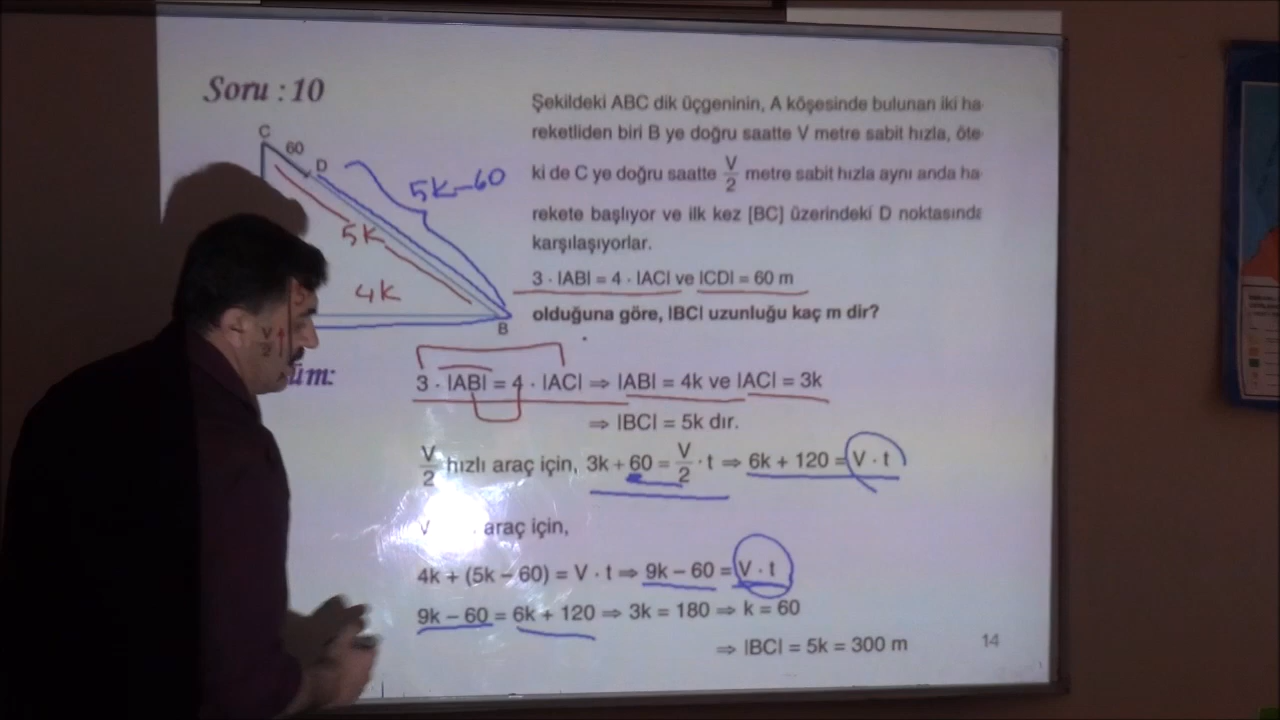 Soru : 10
C
60
D
5k-60
5k
4k
B
V
2
Şekildeki ABC dik üçgeninin, A köşesinde bulunan iki ha
reketliden biri B ye doğru saatte V metre sabit hızla, öte
ki de C ye doğru saatte V/2 metre sabit hızla aynı anda ha
rekete başlıyor ve ilk kez [BC] üzerindeki D noktasında
karşılaşıyorlar.
3 · |AB| = 4 · |AC| ve |CD| = 60 m
olduğuna göre, |BC| uzunluğu kaç m dir?
üm:
3 · |AB| = 4 · |AC| ⇒ |AB| = 4k ve |AC| = 3k
⇒ |BC| = 5k dır.
V/2 hızlı araç için, 3k + 60 = V/2 · t ⇒ 6k + 120 = V · t
V araç için,
4k + (5k – 60) = V · t ⇒ 9k – 60 = V · t
9k – 60 = 6k + 120 ⇒ 3k = 180 ⇒ k = 60
⇒ |BC| = 5k = 300 m
14